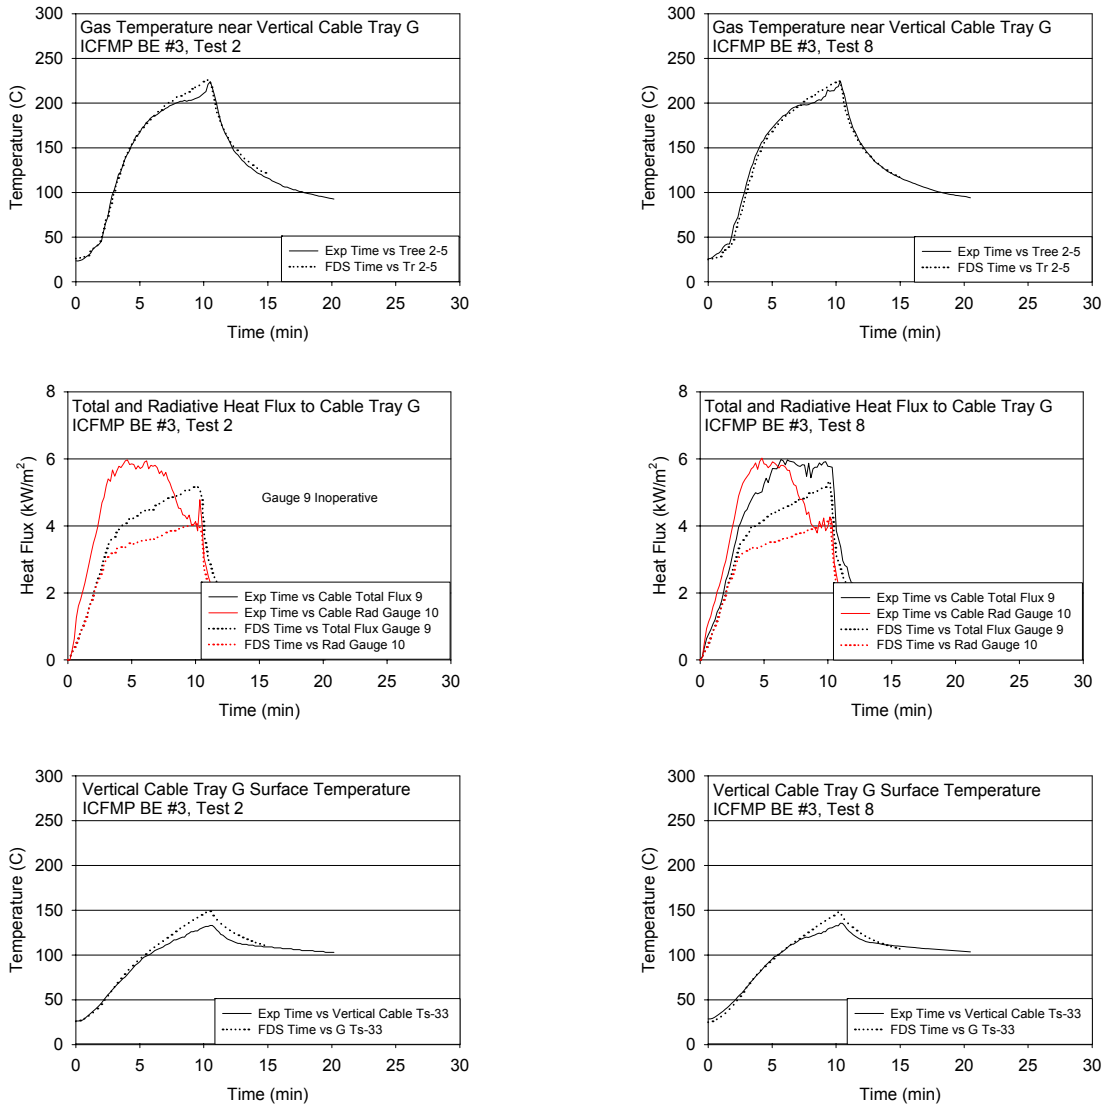 Gas Temperature near Vertical Cable Tray G
ICFMP BE #3, Test 2
300
250
200
150
100
50
0
Temperature (C)
Exp Time vs Tree 2-5
FDS Time vs Tr 2-5
0 5 10 15 20 25 30
Time (min)
Gas Temperature near Vertical Cable Tray G
ICFMP BE #3, Test 8
300
250
200
150
100
50
0
Temperature (C)
Exp Time vs Tree 2-5
FDS Time vs Tr 2-5
0 5 10 15 20 25 30
Time (min)
Total and Radiative Heat Flux to Cable Tray G
ICFMP BE #3, Test 2
8
6
4
2
0
Heat Flux (kW/m²)
Gauge 9 Inoperative
Exp Time vs Cable Total Flux 9
Exp Time vs Cable Rad Gauge 10
FDS Time vs Total Flux Gauge 9
FDS Time vs Rad Gauge 10
0 5 10 15 20 25 30
Time (min)
Total and Radiative Heat Flux to Cable Tray G
ICFMP BE #3, Test 8
8
6
4
2
0
Heat Flux (kW/m²)
Exp Time vs Cable Total Flux 9
Exp Time vs Cable Rad Gauge 10
FDS Time vs Total Flux Gauge 9
FDS Time vs Rad Gauge 10
0 5 10 15 20 25 30
Time (min)
Vertical Cable Tray G Surface Temperature
ICFMP BE #3, Test 2
300
250
200
150
100
50
0
Temperature (C)
Exp Time vs Vertical Cable Ts-33
FDS Time vs G Ts-33
0 5 10 15 20 25 30
Time (min)
Vertical Cable Tray G Surface Temperature
ICFMP BE #3, Test 8
300
250
200
150
100
50
0
Temperature (C)
Exp Time vs Vertical Cable Ts-33
FDS Time vs G Ts-33
0 5 10 15 20 25 30
Time (min)